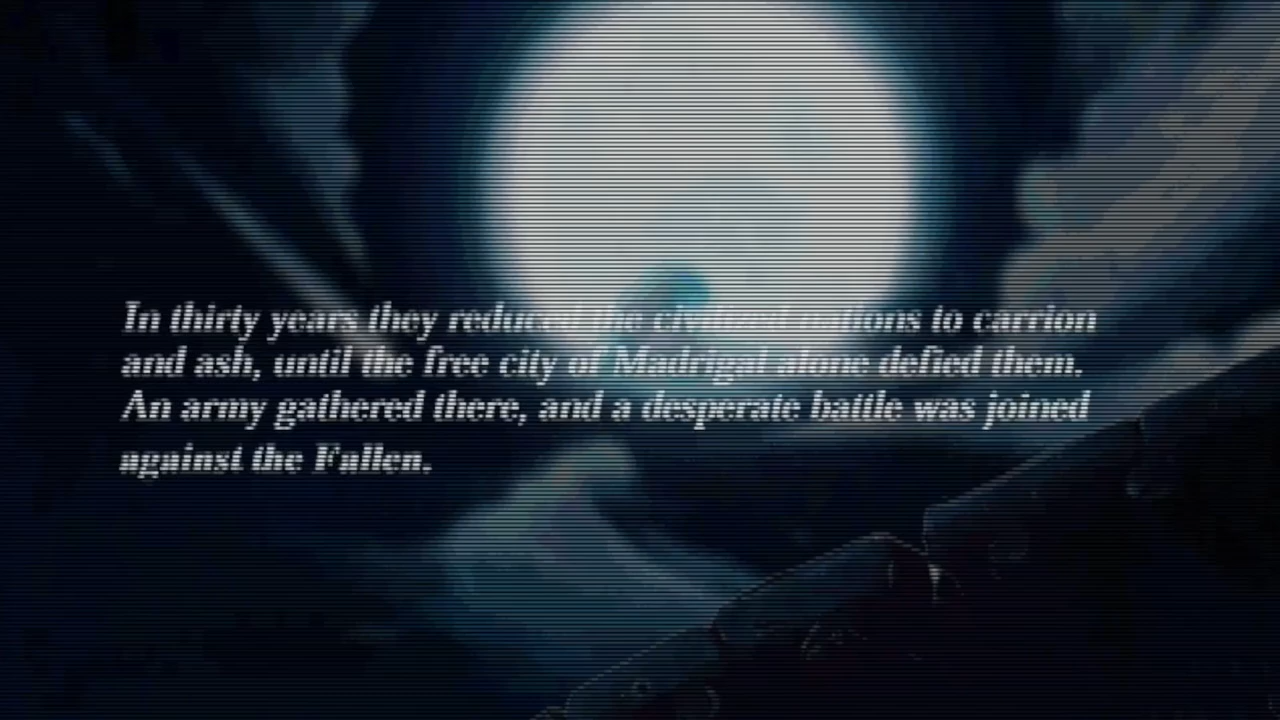 In thirty years they reduced the civilized nations to carrion
and ash, until the free city of Madrigal alone defied them.
An army gathered there, and a desperate battle was joined
against the Fallen.